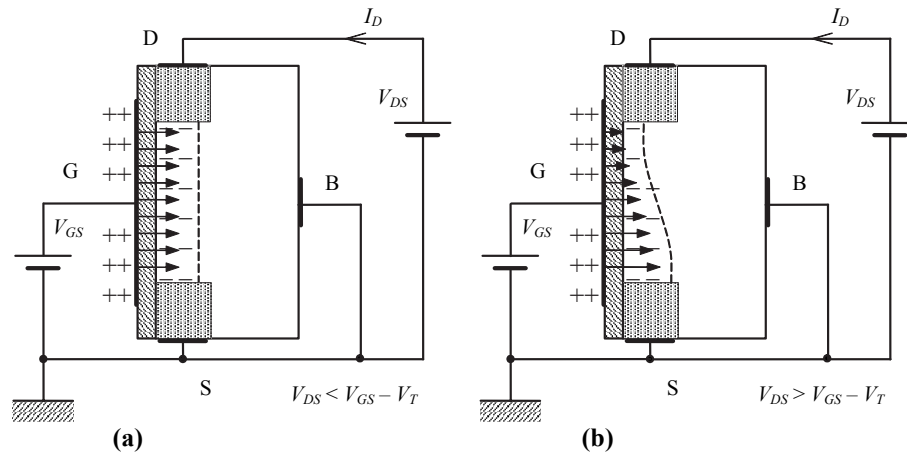 I_D
D
V_DS
++
++
++
G
B
V_GS
++
++
++
S
V_DS < V_GS – V_T
(a)
I_D
D
V_DS
++
++
++
G
B
V_GS
++
++
++
S
V_DS > V_GS – V_T
(b)